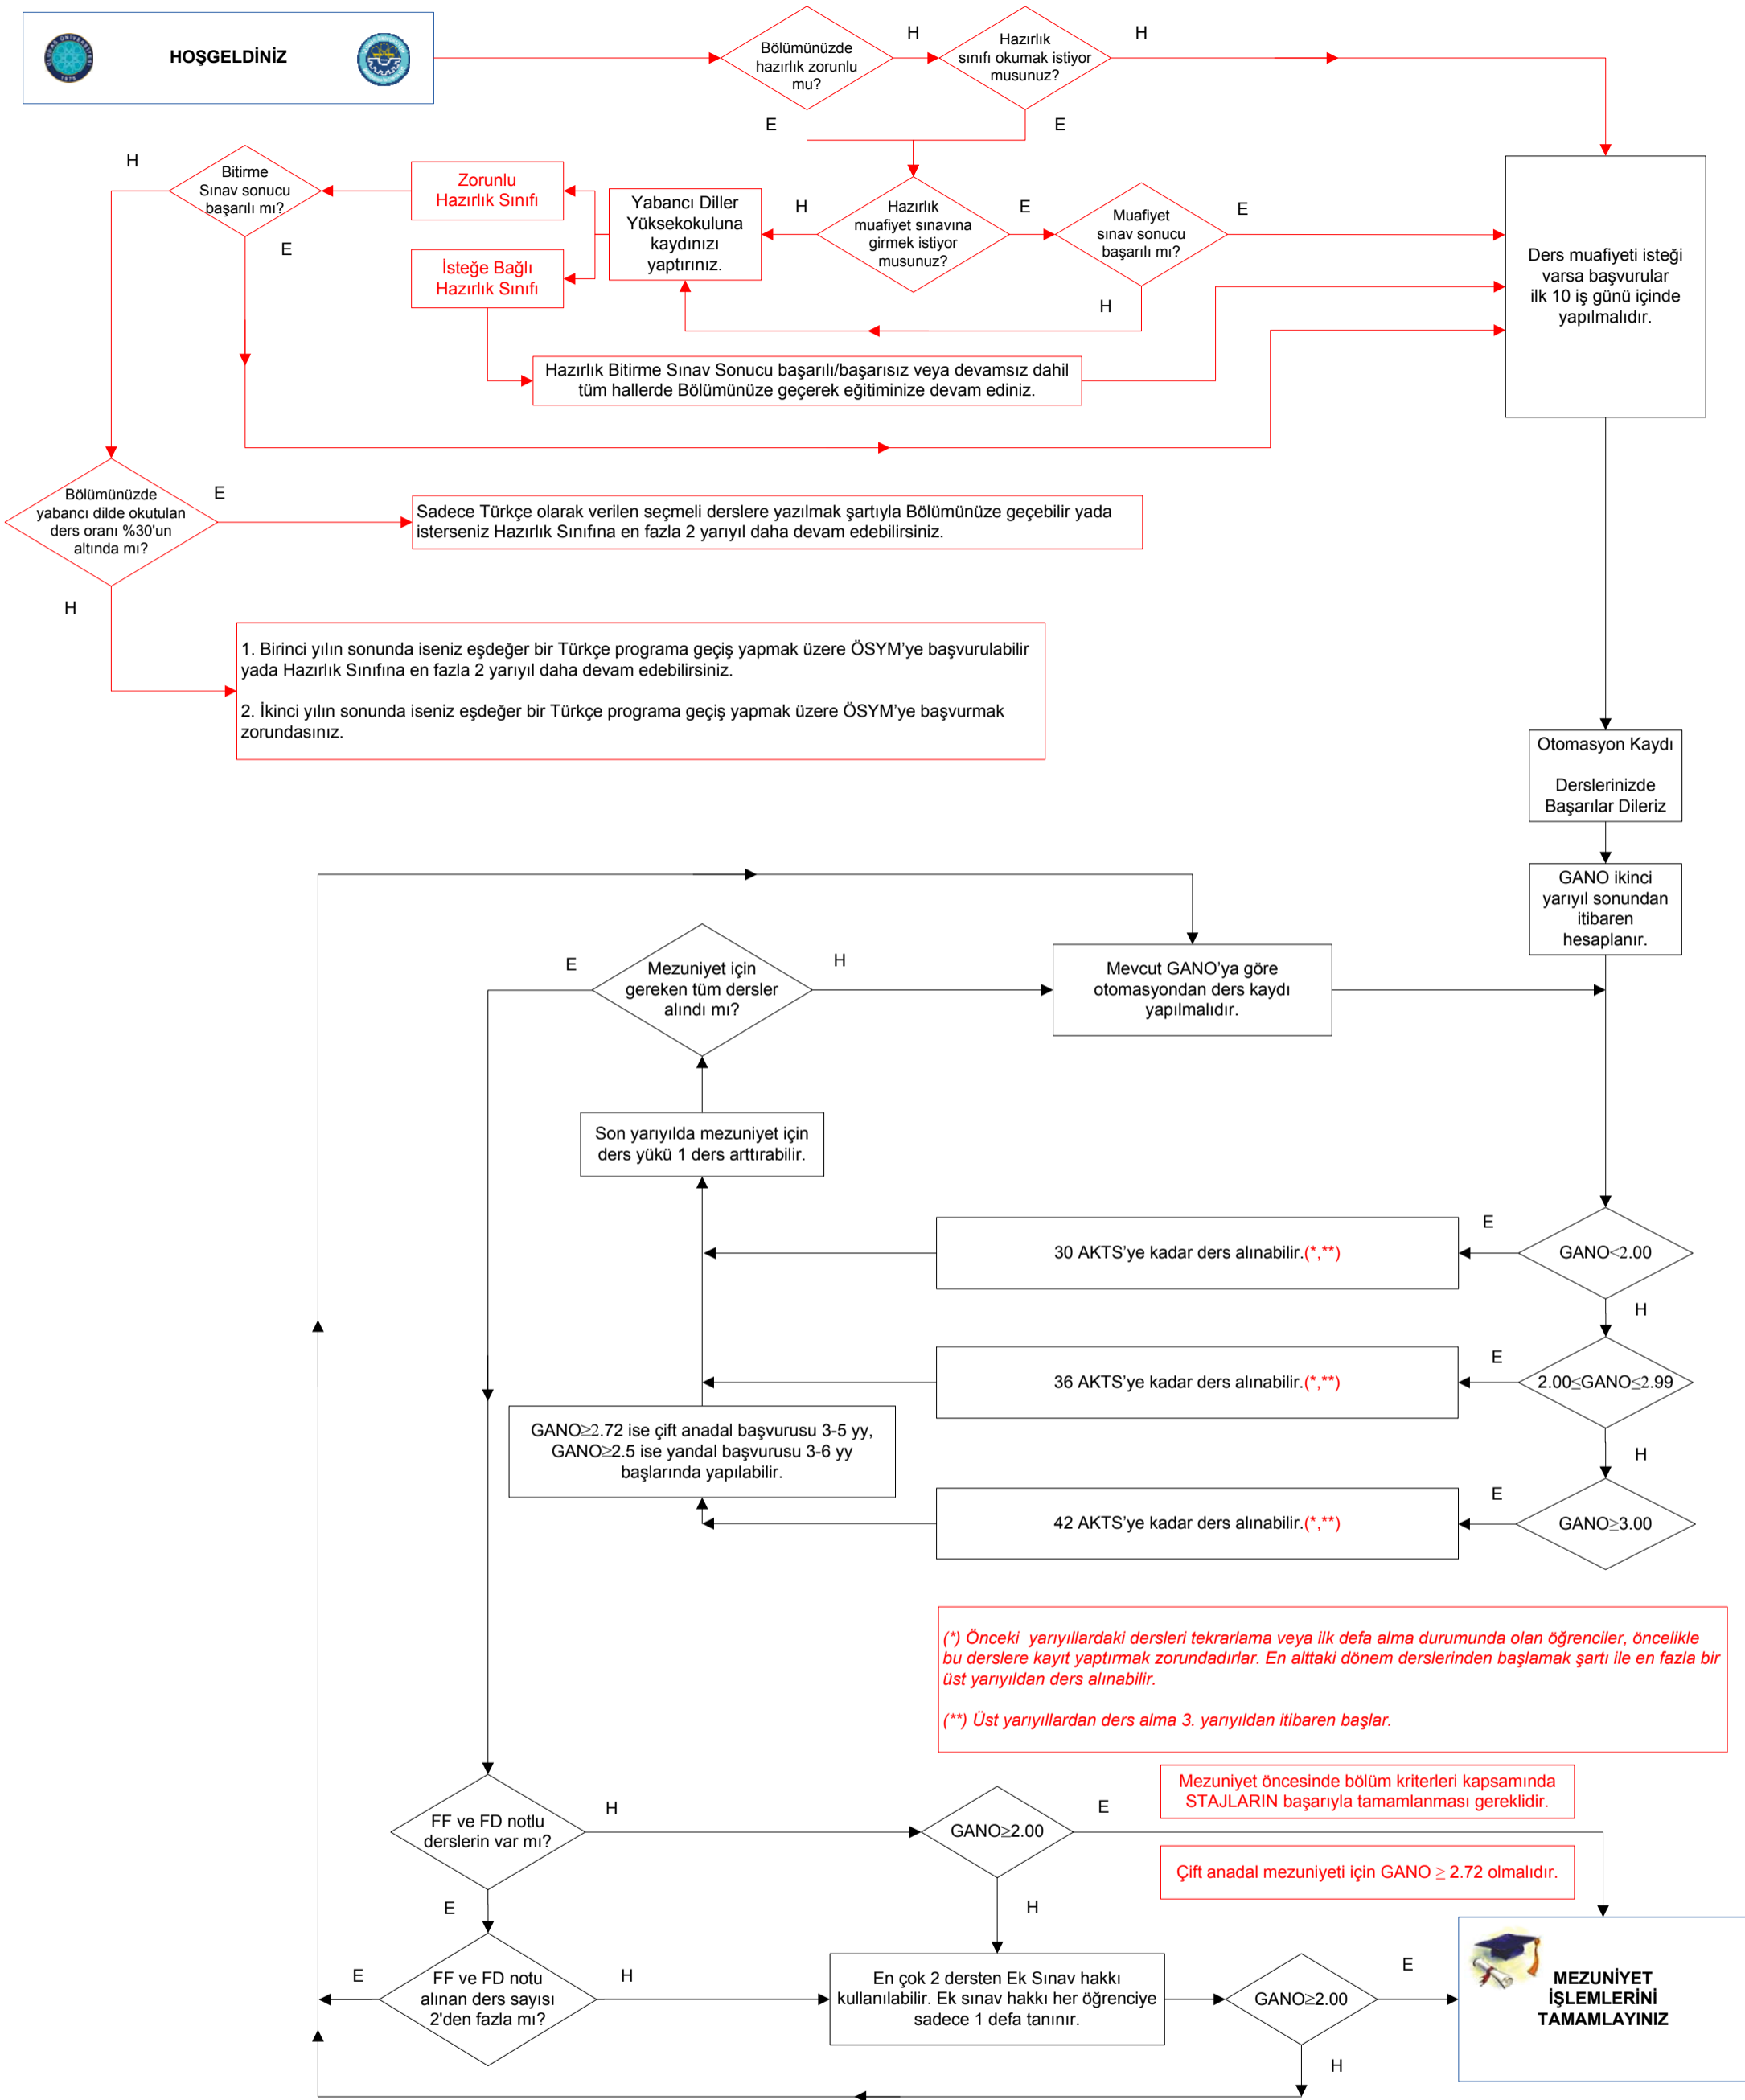 HOŞGELDİNİZ
Bölümünüzde
hazırlık zorunlu
mu?
H
Hazırlık
sınıfı okumak istiyor
musunuz?
H
E
E
H
Bitirme
Sınav sonucu
başarılı mı?
E
Zorunlu
Hazırlık Sınıfı
İsteğe Bağlı
Hazırlık Sınıfı
Yabancı Diller
Yüksekokuluna
kaydınızı
yaptırınız.
H
Hazırlık
muafiyet sınavına
girmek istiyor
musunuz?
E
Muafiyet
sınav sonucu
başarılı mı?
E
H
Ders muafiyeti isteği
varsa başvurular
ilk 10 iş günü içinde
yapılmalıdır.
Hazırlık Bitirme Sınav Sonucu başarılı/başarısız veya devamsız dahil
tüm hallerde Bölümünüze geçerek eğitiminize devam ediniz.
Bölümünüzde
yabancı dilde okutulan
ders oranı %30'un
altında mı?
E
Sadece Türkçe olarak verilen seçmeli derslere yazılmak şartıyla Bölümünüze geçebilir yada
isterseniz Hazırlık Sınıfına en fazla 2 yarıyıl daha devam edebilirsiniz.
H
1. Birinci yılın sonunda iseniz eşdeğer bir Türkçe programa geçiş yapmak üzere ÖSYM’ye başvurulabilir
yada Hazırlık Sınıfına en fazla 2 yarıyıl daha devam edebilirsiniz.
2. İkinci yılın sonunda iseniz eşdeğer bir Türkçe programa geçiş yapmak üzere ÖSYM’ye başvurmak
zorundasınız.
Otomasyon Kaydı
Derslerinizde
Başarılar Dileriz
GANO ikinci
yarıyıl sonundan
itibaren
hesaplanır.
E
Mezuniyet için
gereken tüm dersler
alındı mı?
H
Mevcut GANO’ya göre
otomasyondan ders kaydı
yapılmalıdır.
Son yarıyılda mezuniyet için
ders yükü 1 ders arttırabilir.
30 AKTS’ye kadar ders alınabilir.(*,**)
E
GANO<2.00
H
36 AKTS’ye kadar ders alınabilir.(*,**)
E
2.00≤GANO≤2.99
H
GANO≥2.72 ise çift anadal başvurusu 3-5 yy,
GANO≥2.5 ise yandal başvurusu 3-6 yy
başlarında yapılabilir.
42 AKTS’ye kadar ders alınabilir.(*,**)
E
GANO≥3.00
(*) Önceki yarıyıllardaki dersleri tekrarlama veya ilk defa alma durumunda olan öğrenciler, öncelikle
bu derslere kayıt yaptırmak zorundadırlar. En alttaki dönem derslerinden başlamak şartı ile en fazla bir
üst yarıyıldan ders alınabilir.
(**) Üst yarıyıllardan ders alma 3. yarıyıldan itibaren başlar.
Mezuniyet öncesinde bölüm kriterleri kapsamında
STAJLARIN başarıyla tamamlanması gereklidir.
FF ve FD notlu
derslerin var mı?
H
GANO≥2.00
E
Çift anadal mezuniyeti için GANO ≥ 2.72 olmalıdır.
E
H
E
FF ve FD notu
alınan ders sayısı
2'den fazla mı?
H
En çok 2 dersten Ek Sınav hakkı
kullanılabilir. Ek sınav hakkı her öğrenciye
sadece 1 defa tanınır.
GANO≥2.00
E
H
MEZUNİYET
İŞLEMLERİNİ
TAMAMLAYINIZ